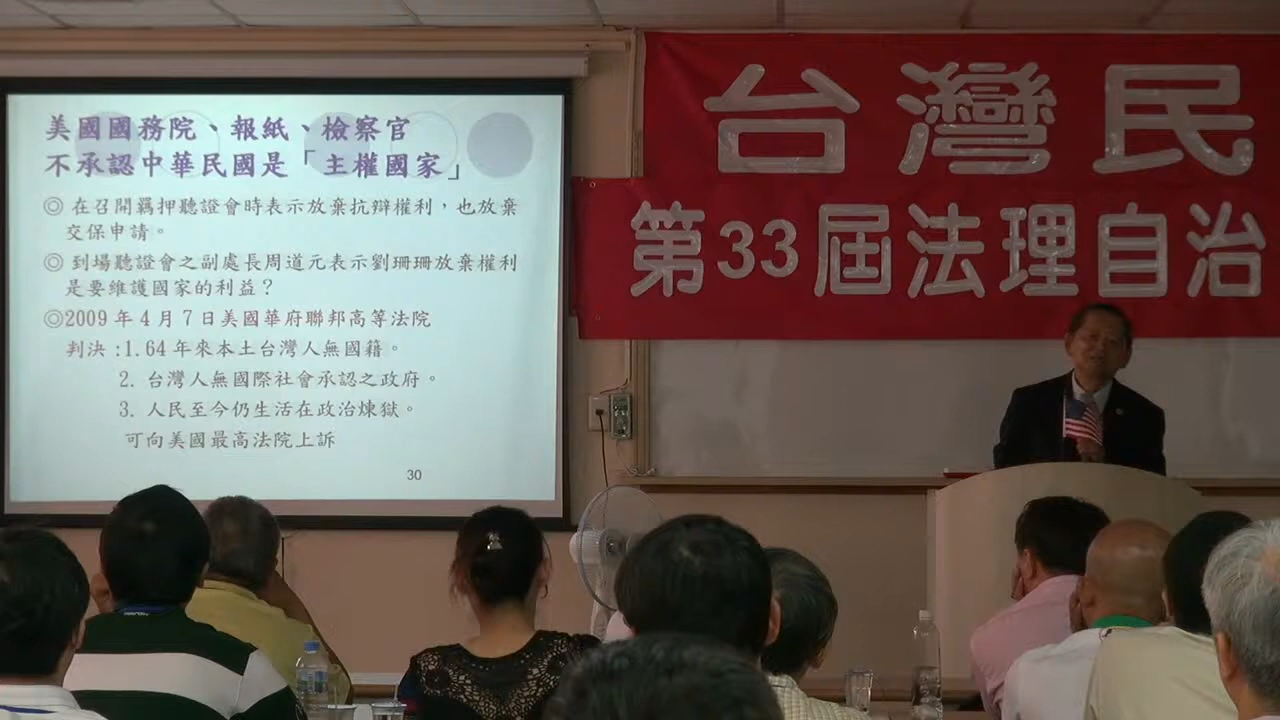 美國國務院、報紙、檢察官
不承認中華民國是「主權國家」
◎ 在召開羈押聽證會時表示放棄抗辯權利，也放棄
交保申請。
◎ 到場聽證會之副處長周道元表示劉珊珊放棄權利
是要維護國家的利益？
◎2009 年 4 月 7 日美國華府聯邦高等法院
判決 :1.64 年來本土台灣人無國籍。
2. 台灣人無國際社會承認之政府。
3. 人民至今仍生活在政治煉獄。
可向美國最高法院上訴
30
台灣民
第33屆法理自治